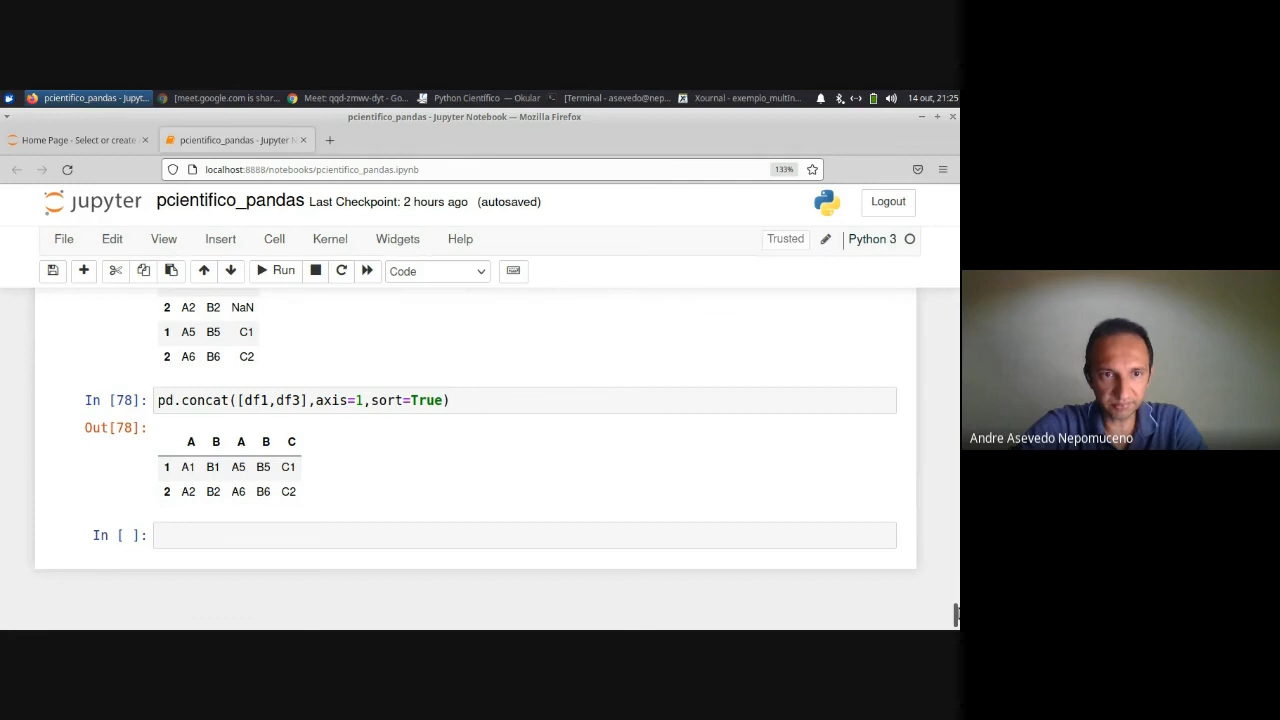 pcientifico_pandas - Jupyt... [meet.google.com is shar... Meet: qqd-zmwv-dyt - Go... Python Científico — Okular [Terminal - asevedo@nep... Xournal - exemplo_multin... 14 out, 21:25
pcientifico_pandas - Jupyter Notebook — Mozilla Firefox
Home Page - Select or create pcientifico_pandas - Jupyter N
localhost:8888/notebooks/pcientifico_pandas.ipynb 133%
jupyter pcientifico_pandas Last Checkpoint: 2 hours ago (autosaved) Logout
File Edit View Insert Cell Kernel Widgets Help Trusted Python 3
Run Code
2 A2 B2 NaN
1 A5 B5 C1
2 A6 B6 C2
In [78]: pd.concat([df1,df3],axis=1,sort=True)
Out[78]:
A B A B C
1 A1 B1 A5 B5 C1
2 A2 B2 A6 B6 C2
In [ ]:
Andre Asevedo Nepomuceno